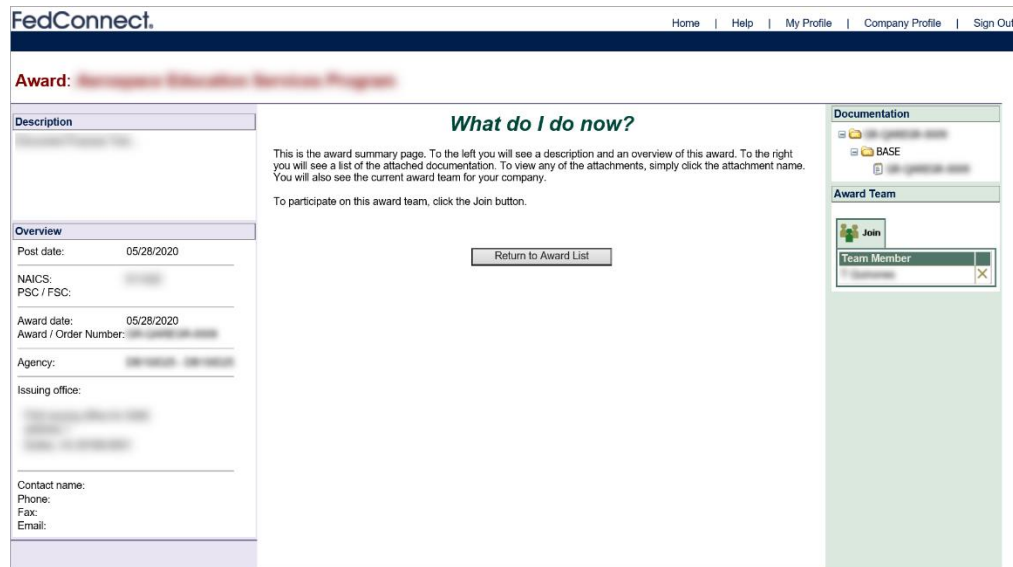 FedConnect.
Home | Help | My Profile | Company Profile | Sign Out
Award:
Description
Overview
Post date: 05/28/2020
NAICS:
PSC / FSC:
Award date: 05/28/2020
Award / Order Number:
Agency:
Issuing office:
Contact name:
Phone:
Fax:
Email:
What do I do now?
This is the award summary page. To the left you will see a description and an overview of this award. To the right
you will see a list of the attached documentation. To view any of the attachments, simply click the attachment name.
You will also see the current award team for your company.
To participate on this award team, click the Join button.
Return to Award List
Documentation
BASE
Award Team
Join
Team Member